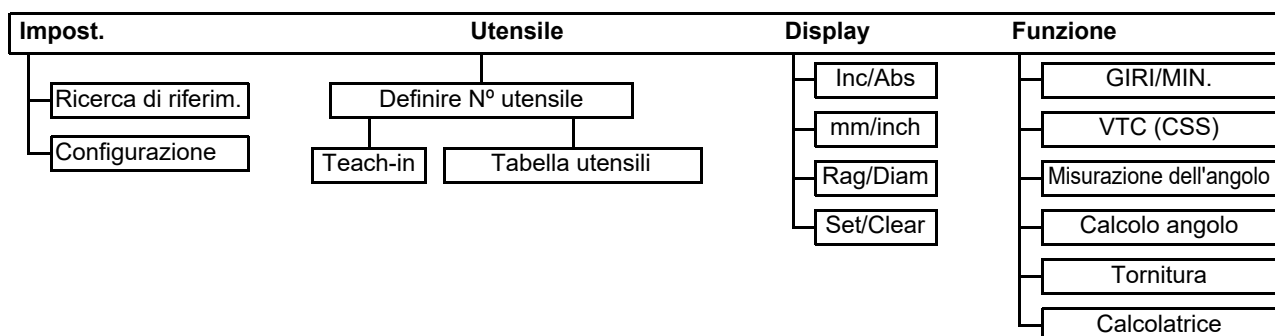 Impost.
Utensile
Display
Funzione
Ricerca di riferim.
Configurazione
Definire Nº utensile
Teach-in
Tabella utensili
Inc/Abs
mm/inch
Rag/Diam
Set/Clear
GIRI/MIN.
VTC (CSS)
Misurazione dell'angolo
Calcolo angolo
Tornitura
Calcolatrice